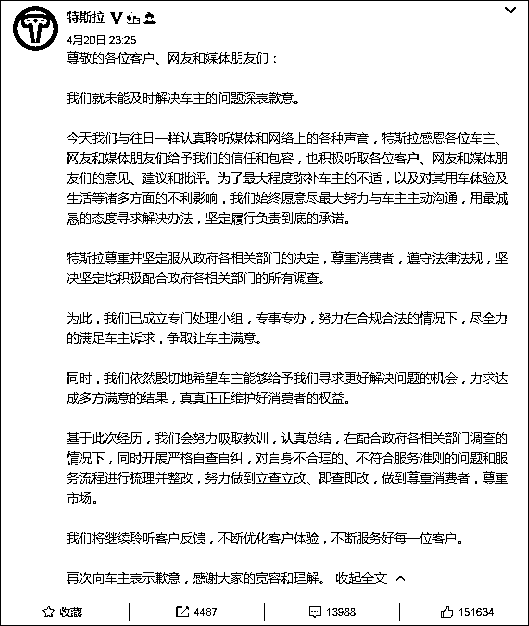 特斯拉
4月20日 23:25
尊敬的各位客户、网友和媒体朋友们：
我们就未能及时解决车主的问题深表歉意。
今天我们与往日一样认真聆听媒体和网络上的各种声音，特斯拉感恩各位车主、
网友和媒体朋友们给予我们的信任和包容，也积极听取各位客户、网友和媒体朋
友们的意见、建议和批评。为了最大程度弥补车主的不适，以及对其用车体验及
生活等诸多方面的不利影响，我们始终愿意尽最大努力与车主主动沟通，用最诚
恳的态度寻求解决办法，坚定履行负责到底的承诺。
特斯拉尊重并坚定服从政府各相关部门的决定，尊重消费者，遵守法律法规，坚
决坚定地积极配合政府各相关部门的所有调查。
为此，我们已成立专门处理小组，专事专办，努力在合规合法的情况下，尽全力
的满足车主诉求，争取让车主满意。
同时，我们依然殷切地希望车主能够给予我们寻求更好解决问题的机会，力求达
成多方满意的结果，真真正正维护好消费者的权益。
基于此次经历，我们会努力吸取教训，认真总结，在配合政府各相关部门调查的
情况下，同时开展严格自查自纠，对自身不合理的、不符合服务准则的问题和服
务流程进行梳理并整改，努力做到立查立改、即查即改，做到尊重消费者，尊重
市场。
我们将继续聆听客户反馈，不断优化客户体验，不断服务好每一位客户。
再次向车主表示歉意，感谢大家的宽容和理解。 收起全文
收藏 4487 13988 151634